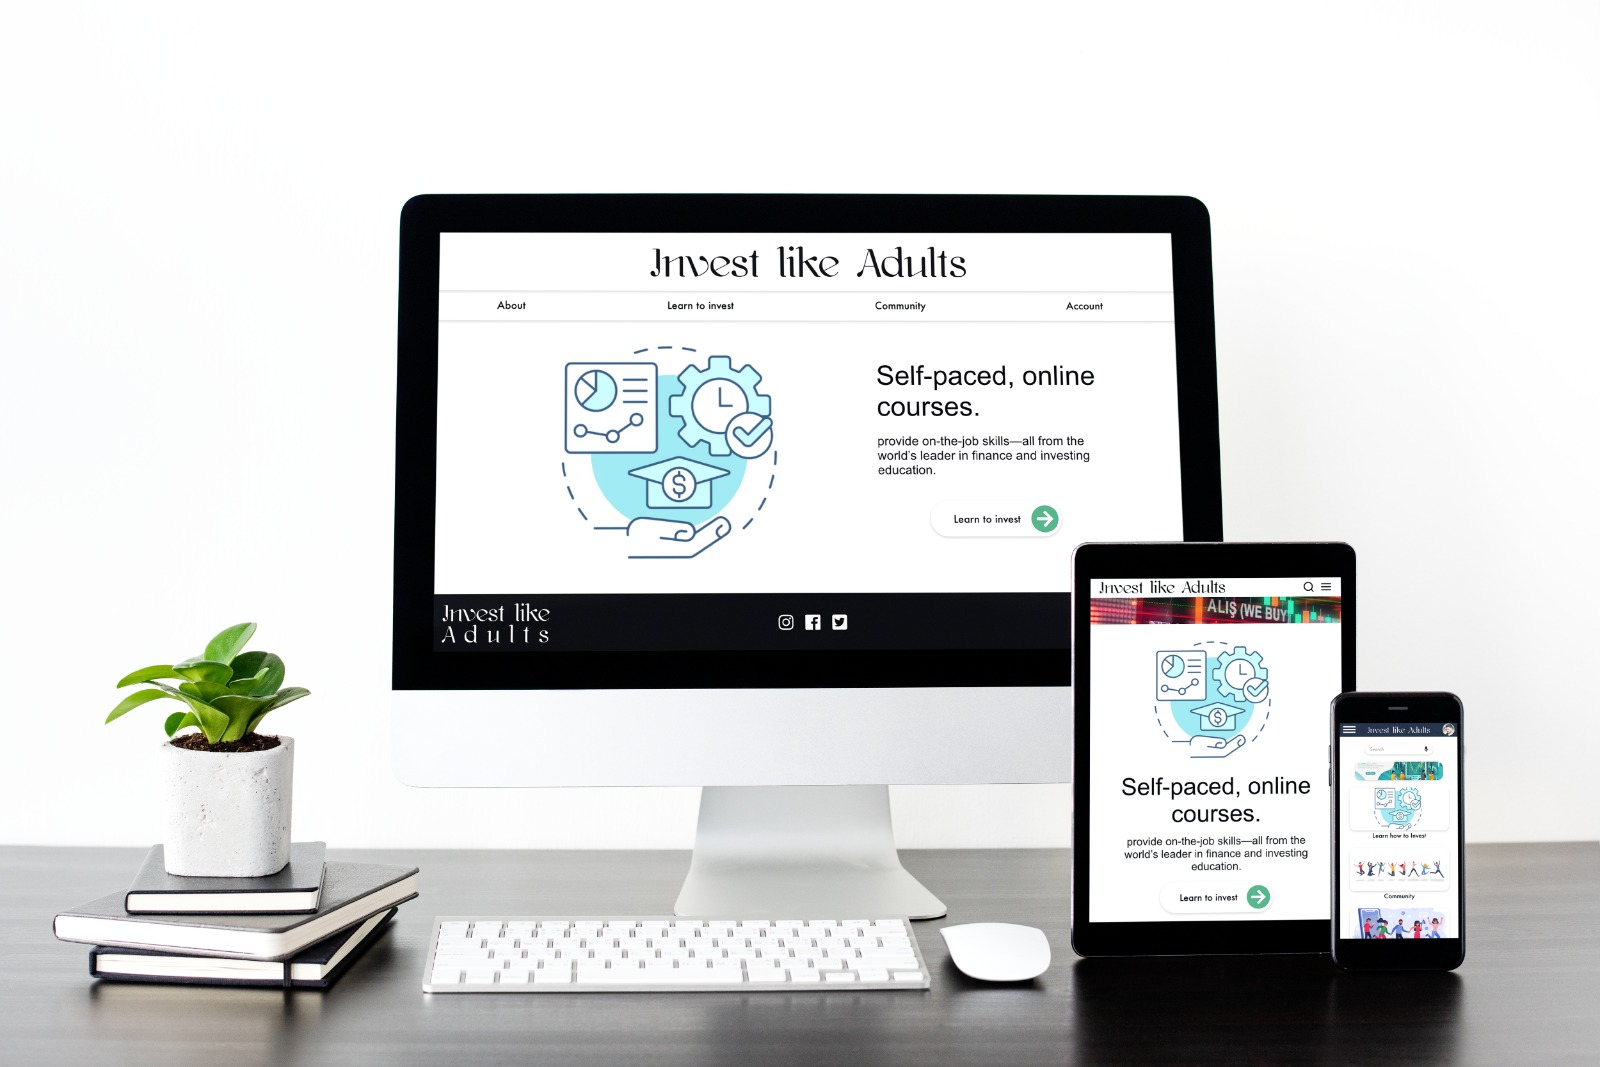 Invest like Adults
About
Learn to invest
Community
Account
Self-paced, online
courses.
provide on-the-job skills—all from the
world's leader in finance and investing
education.
Learn to invest
$
Invest like
Adults
Invest like Adults
ALI$ (WE BUY
$
Self-paced, online
courses.
provide on-the-job skills—all from the
world's leader in finance and investing
education.
Learn to invest
Invest like Adults
Search
Learn how to Invest
Community